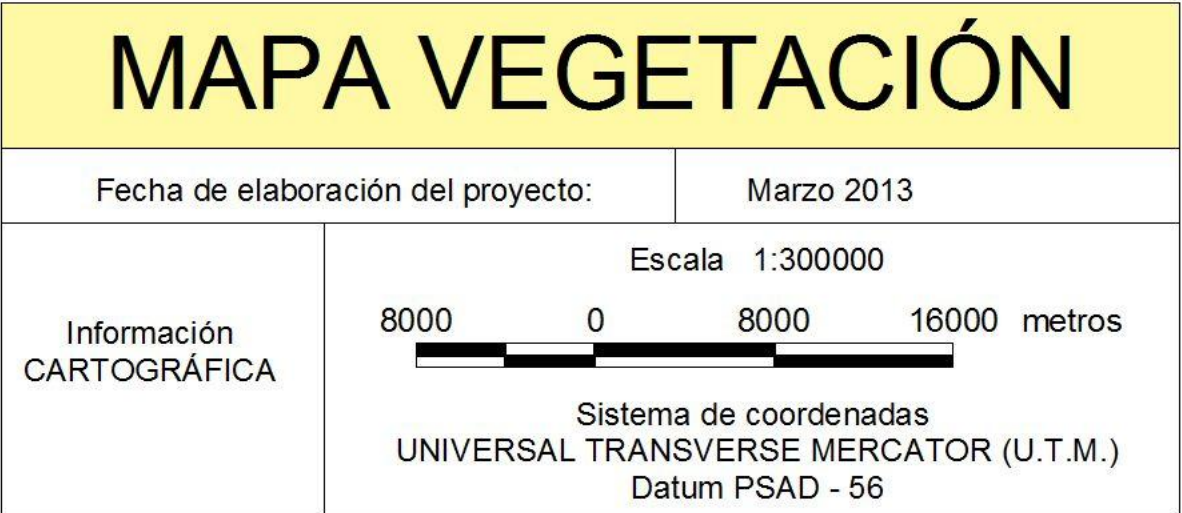 MAPA VEGETACIÓN
Fecha de elaboración del proyecto: Marzo 2013
Información
CARTOGRÁFICA
Escala 1:300000
8000 0 8000 16000 metros
Sistema de coordenadas
UNIVERSAL TRANSVERSE MERCATOR (U.T.M.)
Datum PSAD - 56